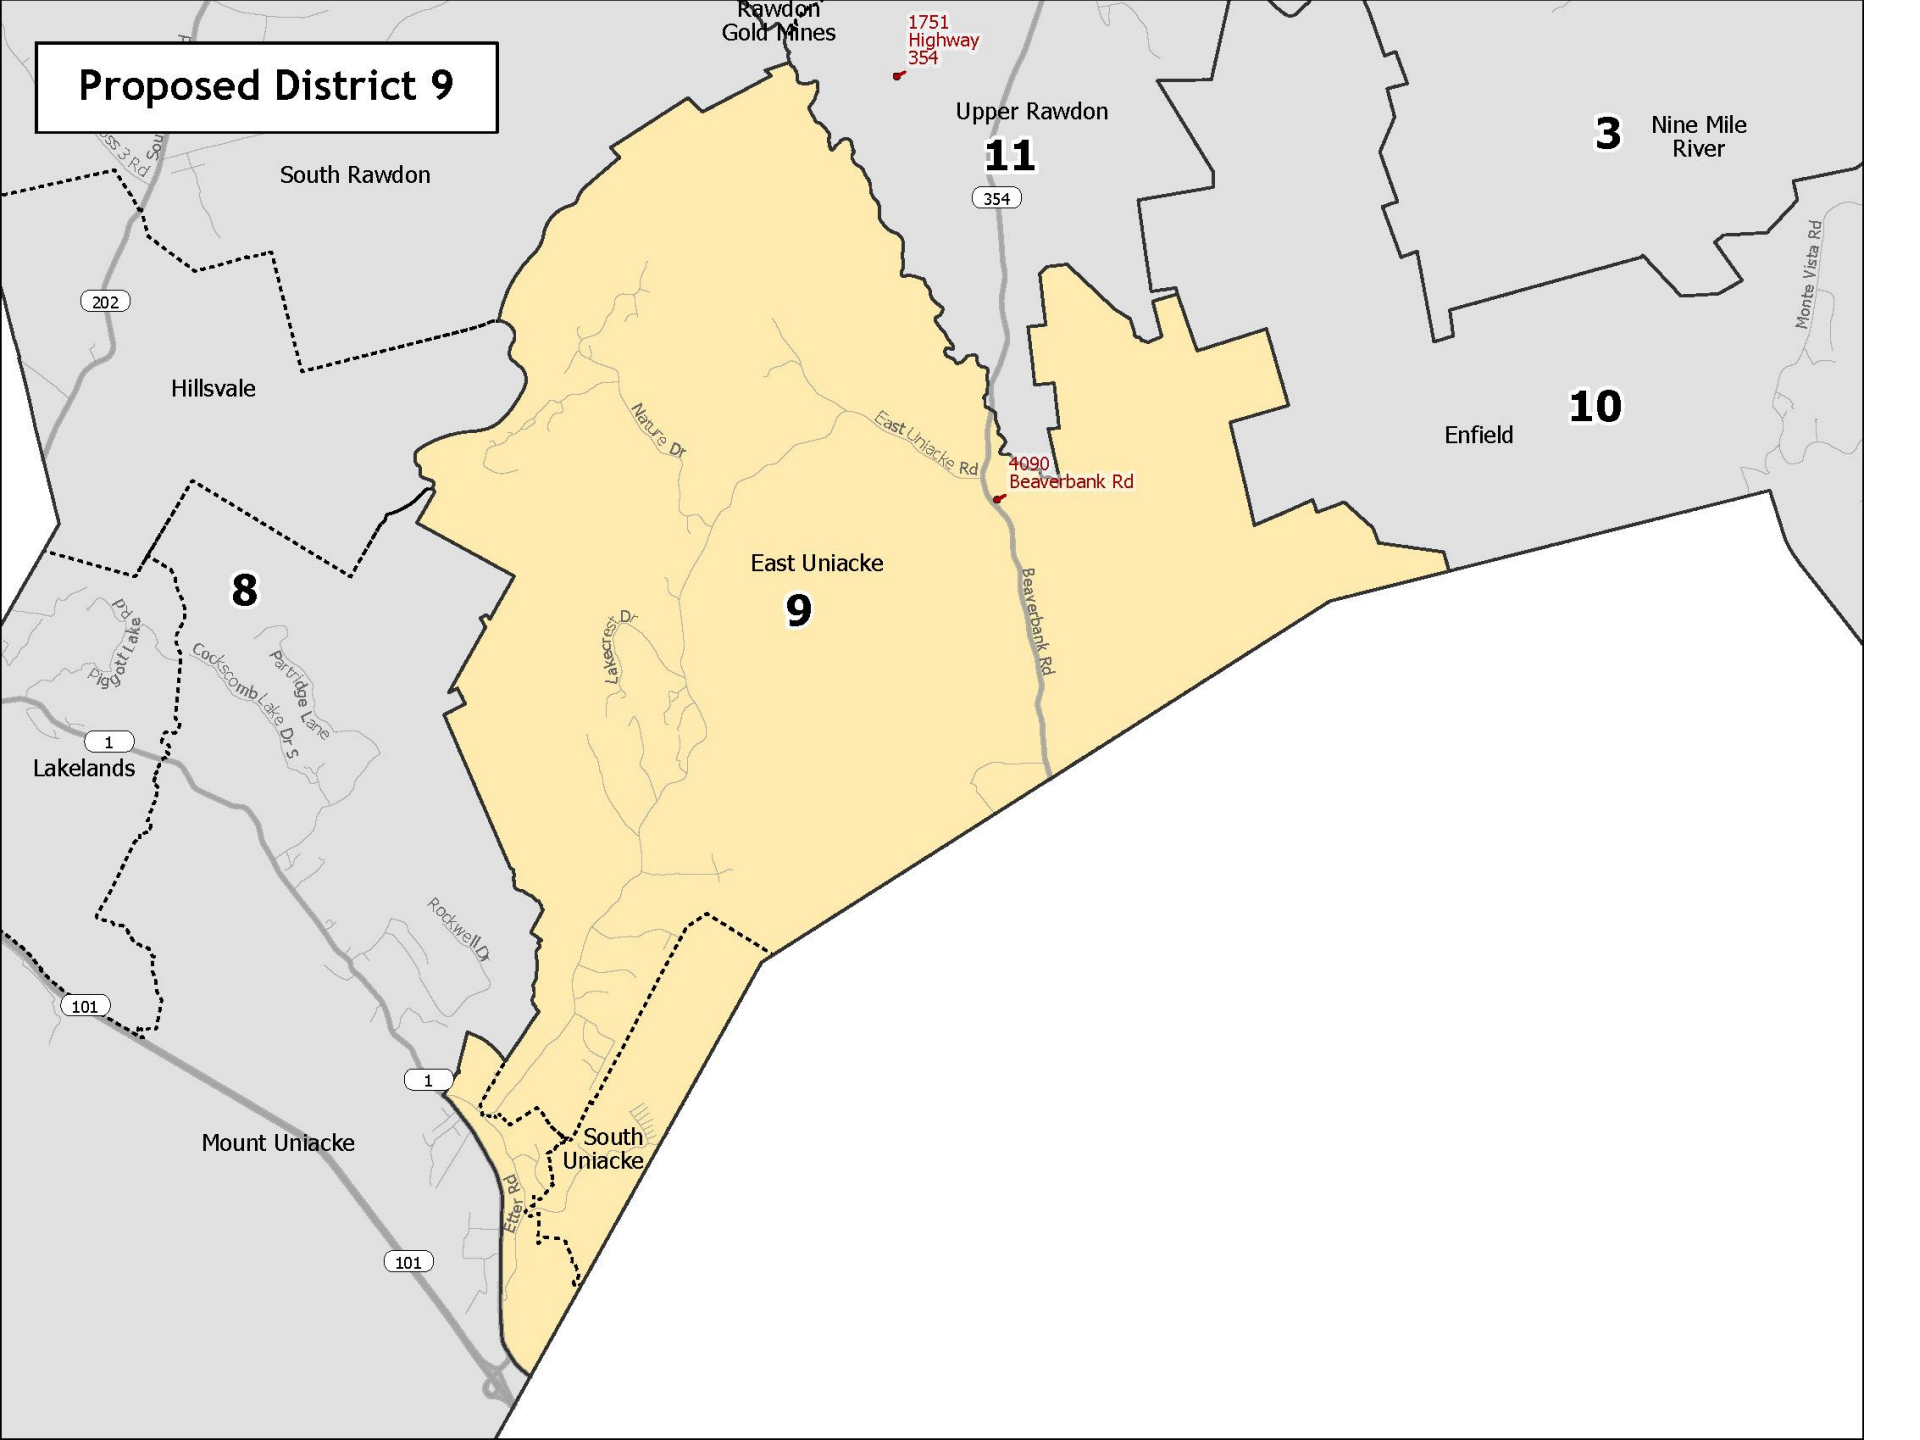 Rawdon
Gold Mines
1751
Highway
354
Proposed District 9
Upper Rawdon
11
3
Nine Mile
River
South Rawdon
354
Monte Vista Rd
202
Hillsvale
Nature Dr
East Uniacke Rd
10
Enfield
4090
Beaverbank Rd
East Uniacke
9
8
Piggott Lake Rd
Lakecrest Dr
Beaverbank Rd
Cockscomb Lake Dr S
Partridge Lane
1
Lakelands
Rockwell Dr
101
1
Mount Uniacke
South
Uniacke
Etter Rd
101